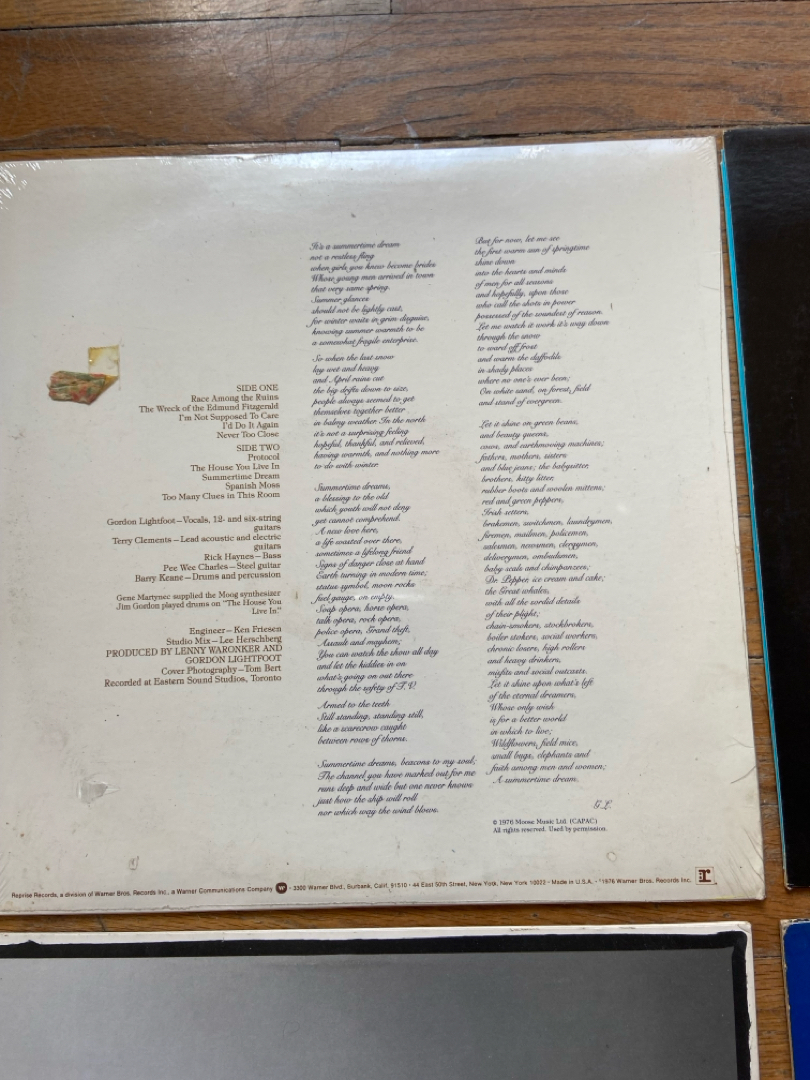 SIDE ONE
Race Among the Ruins
The Wreck of the Edmund Fitzgerald
I'm Not Supposed To Care
I'd Do It Again
Never Too Close
SIDE TWO
Protocol
The House You Live In
Summertime Dream
Spanish Moss
Too Many Clues in This Room
Gordon Lightfoot—Vocals, 12- and six-string
guitars
Terry Clements—Lead acoustic and electric
guitars
Rick Haynes—Bass
Pee Wee Charles—Steel guitar
Barry Keane—Drums and percussion
Gene Martynec supplied the Moog synthesizer
Jim Gordon played drums on "The House You
Live In."
Engineer—Ken Friesen
Studio Mix—Lee Herschberg
PRODUCED BY LENNY WARONKER AND
GORDON LIGHTFOOT
Cover Photography—Tom Bert
Recorded at Eastern Sound Studios, Toronto
It's a summertime dream
not a restless fling
when girls you knew become brides
Whose young men arrived in town
that very same spring.
Summer glances
should not be lightly cast,
for winter waits in grim disguise,
knowing summer warmth to be
a somewhat fragile enterprise.
So when the last snow
lay wet and heavy
and April rains cut
the big drifts down to size,
people always seemed to get
themselves together better
in balmy weather. In the north
it's not a surprising feeling
hopeful, thankful, and relieved,
having warmth, and nothing more
to do with winter.
Summertime dreams,
a blessing to the old
which youth will not deny
yet cannot comprehend.
A new love here,
a life wasted over there,
sometimes a lifelong friend
Signs of danger close at hand
Earth turning in modern time;
status symbol, moon rocks
fuel gauge, on empty.
Soap opera, horse opera,
talk opera, rock opera,
police opera, Grand theft,
Assault and mayhem;
You can watch the show all day
and let the kiddies in on
what's going on out there
through the safety of T.V.
Armed to the teeth
Still standing, standing still,
like a scarecrow caught
between rows of thorns.
Summertime dreams, beacons to my soul;
The channel you have marked out for me
runs deep and wide but one never knows
just how the ship will roll
nor which way the wind blows.
But for now, let me see
the first warm sun of springtime
shine down
into the hearts and minds
of men for all seasons
and hopefully, upon those
who call the shots in power
possessed of the soundest of reason.
Let me watch it work it's way down
through the snow
to ward off frost
and warm the daffodils
in shady places
where no one's ever been;
On white sand, on forest, field
and stand of evergreen.
Let it shine on green beans,
and beauty queens,
cows, and earthmoving machines;
fathers, mothers, sisters
and blue jeans; the babysitter,
brothers, kitty litter,
rubber boots and woolen mittens;
red and green peppers,
Irish setters,
brakemen, switchmen, laundrymen,
firemen, mailmen, policemen,
salesmen, newsmen, clergymen,
deliverymen, ombudsmen,
baby seals and chimpanzees;
Dr. Pepper, ice cream and cake;
the Great whales,
with all the sordid details
of their plight;
chain-smokers, stockbrokers,
boiler stokers, social workers,
chronic losers, high rollers
and heavy drinkers,
misfits and social outcasts.
Let it shine upon what's left
of the eternal dreamers,
Whose only wish
is for a better world
in which to live;
Wildflowers, field mice,
small bugs, elephants and
faith among men and women;
A summertime dream.
G.L.
© 1976 Moose Music Ltd. (CAPAC)
All rights reserved. Used by permission.
Reprise Records, a division of Warner Bros. Records Inc., a Warner Communications Company W • 3300 Warner Blvd., Burbank, Calif. 91510 • 44 East 50th Street, New York, New York 10022 • Made in U.S.A. • ℗1976 Warner Bros. Records Inc. r